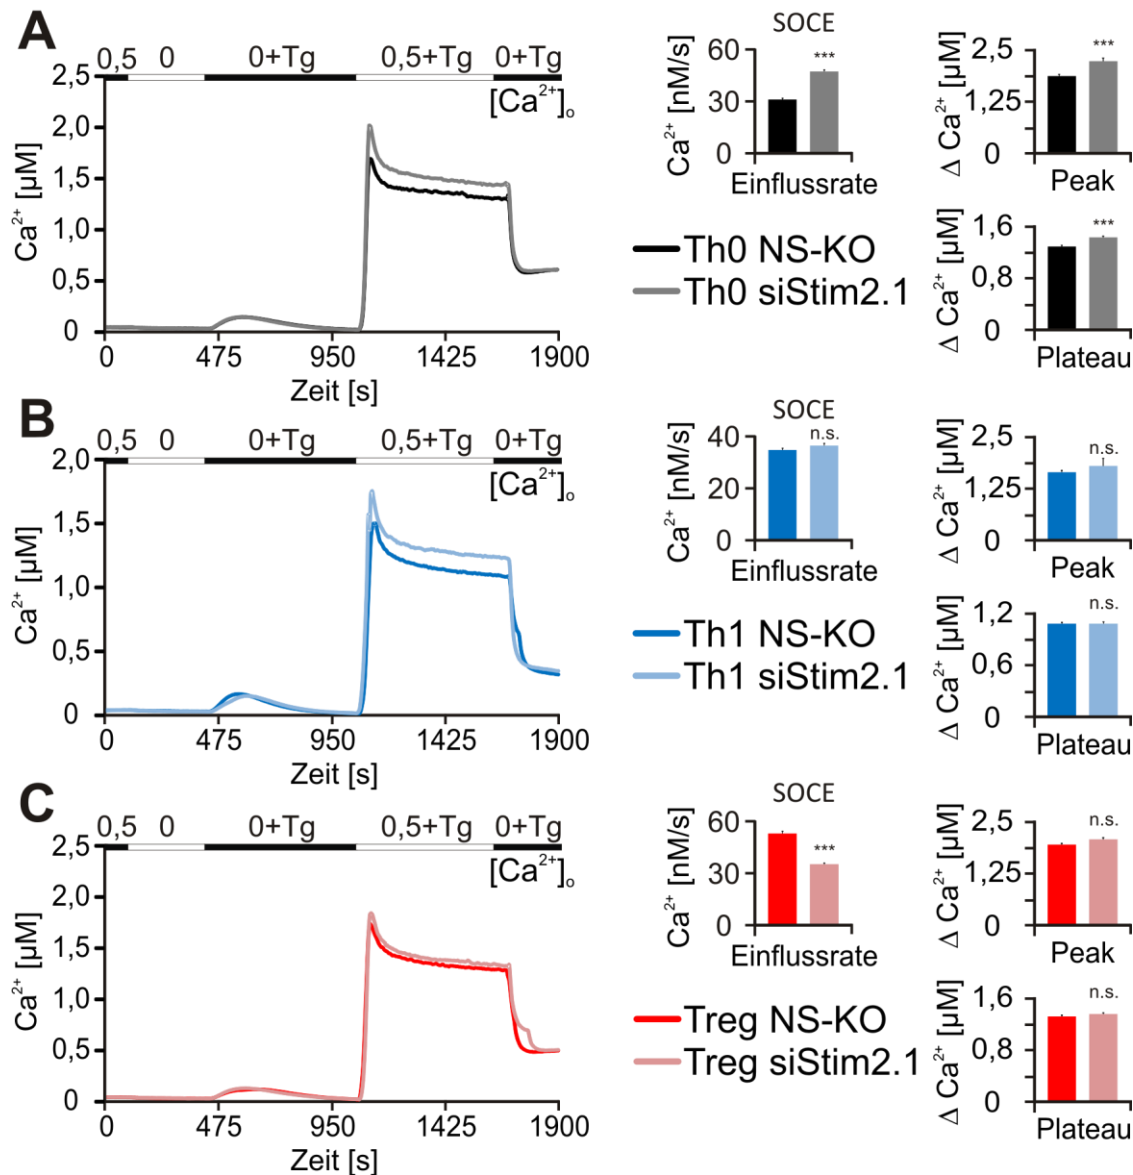 A
0,5 0 0+Tg 0,5+Tg 0+Tg
[Ca²⁺]ₒ
Ca²⁺ [µM]
2,5
2,0
1,5
1,0
0,5
0
0 475 950 1425 1900
Zeit [s]
SOCE
Ca²⁺ [nM/s]
60
30
0
***
Einflussrate
Δ Ca²⁺ [µM]
2,5
1,25
0
***
Peak
Th0 NS-KO
Th0 siStim2.1
Δ Ca²⁺ [µM]
1,6
0,8
0
***
Plateau
B
0,5 0 0+Tg 0,5+Tg 0+Tg
[Ca²⁺]ₒ
Ca²⁺ [µM]
2,0
1,5
1,0
0,5
0
0 475 950 1425 1900
Zeit [s]
SOCE
Ca²⁺ [nM/s]
40
20
0
n.s.
Einflussrate
Δ Ca²⁺ [µM]
2,5
1,25
0
n.s.
Peak
Th1 NS-KO
Th1 siStim2.1
Δ Ca²⁺ [µM]
1,2
0,6
0
n.s.
Plateau
C
0,5 0 0+Tg 0,5+Tg 0+Tg
[Ca²⁺]ₒ
Ca²⁺ [µM]
2,5
2,0
1,5
1,0
0,5
0
0 475 950 1425 1900
Zeit [s]
SOCE
Ca²⁺ [nM/s]
60
30
0
***
Einflussrate
Δ Ca²⁺ [µM]
2,5
1,25
0
n.s.
Peak
Treg NS-KO
Treg siStim2.1
Δ Ca²⁺ [µM]
1,6
0,8
0
n.s.
Plateau